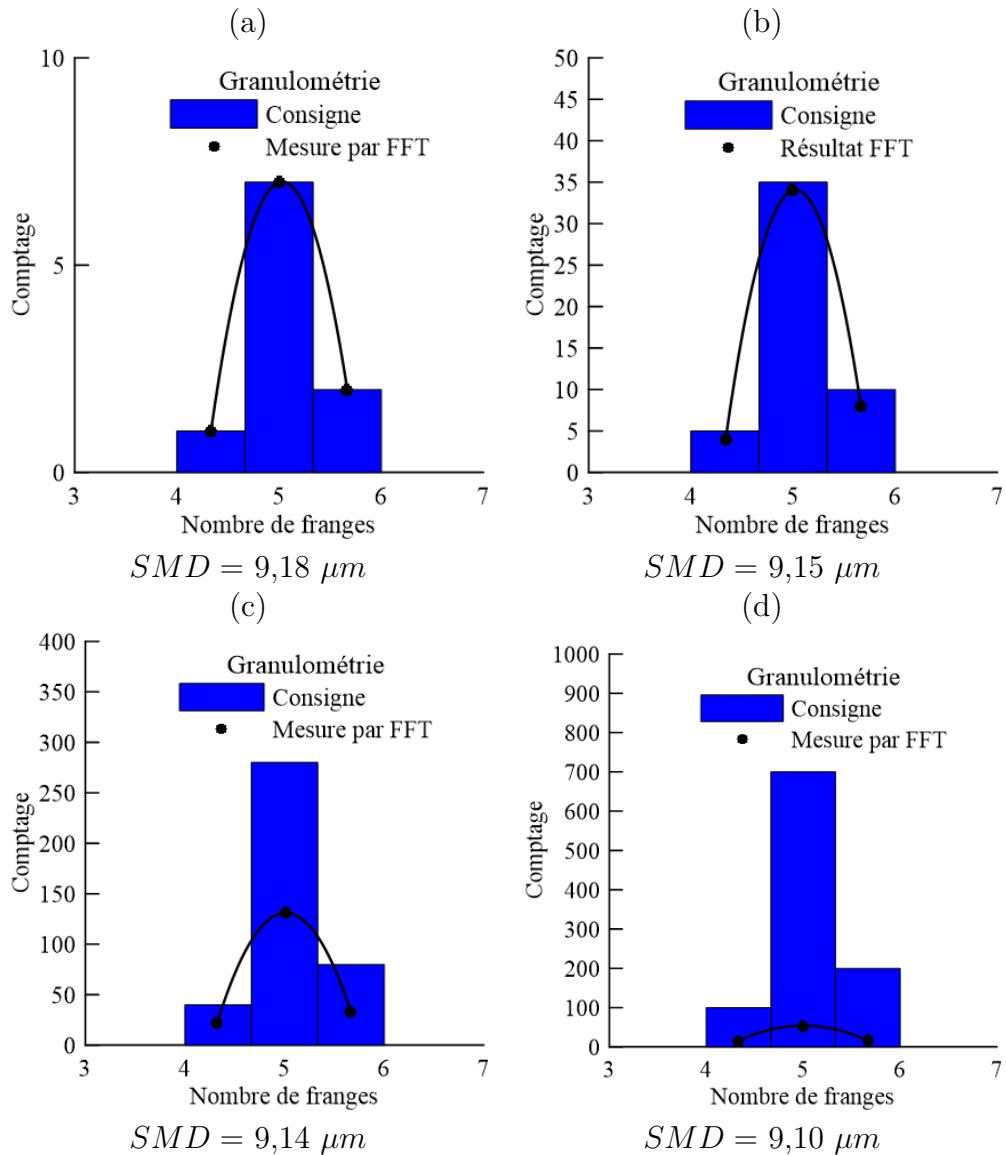 (a)
10
5
0
3 4 5 6 7
Comptage
Nombre de franges
Granulométrie
Consigne
Mesure par FFT
SMD = 9,18 μm
(b)
50
45
40
35
30
25
20
15
10
5
0
3 4 5 6 7
Comptage
Nombre de franges
Granulométrie
Consigne
Résultat FFT
SMD = 9,15 μm
(c)
400
350
300
250
150
100
50
0
3 4 5 6 7
Comptage
Nombre de franges
Granulométrie
Consigne
Mesure par FFT
SMD = 9,14 μm
(d)
1000
900
800
700
600
500
400
300
200
100
0
3 4 5 6 7
Comptage
Nombre de franges
Granulométrie
Consigne
Mesure par FFT
SMD = 9,10 μm